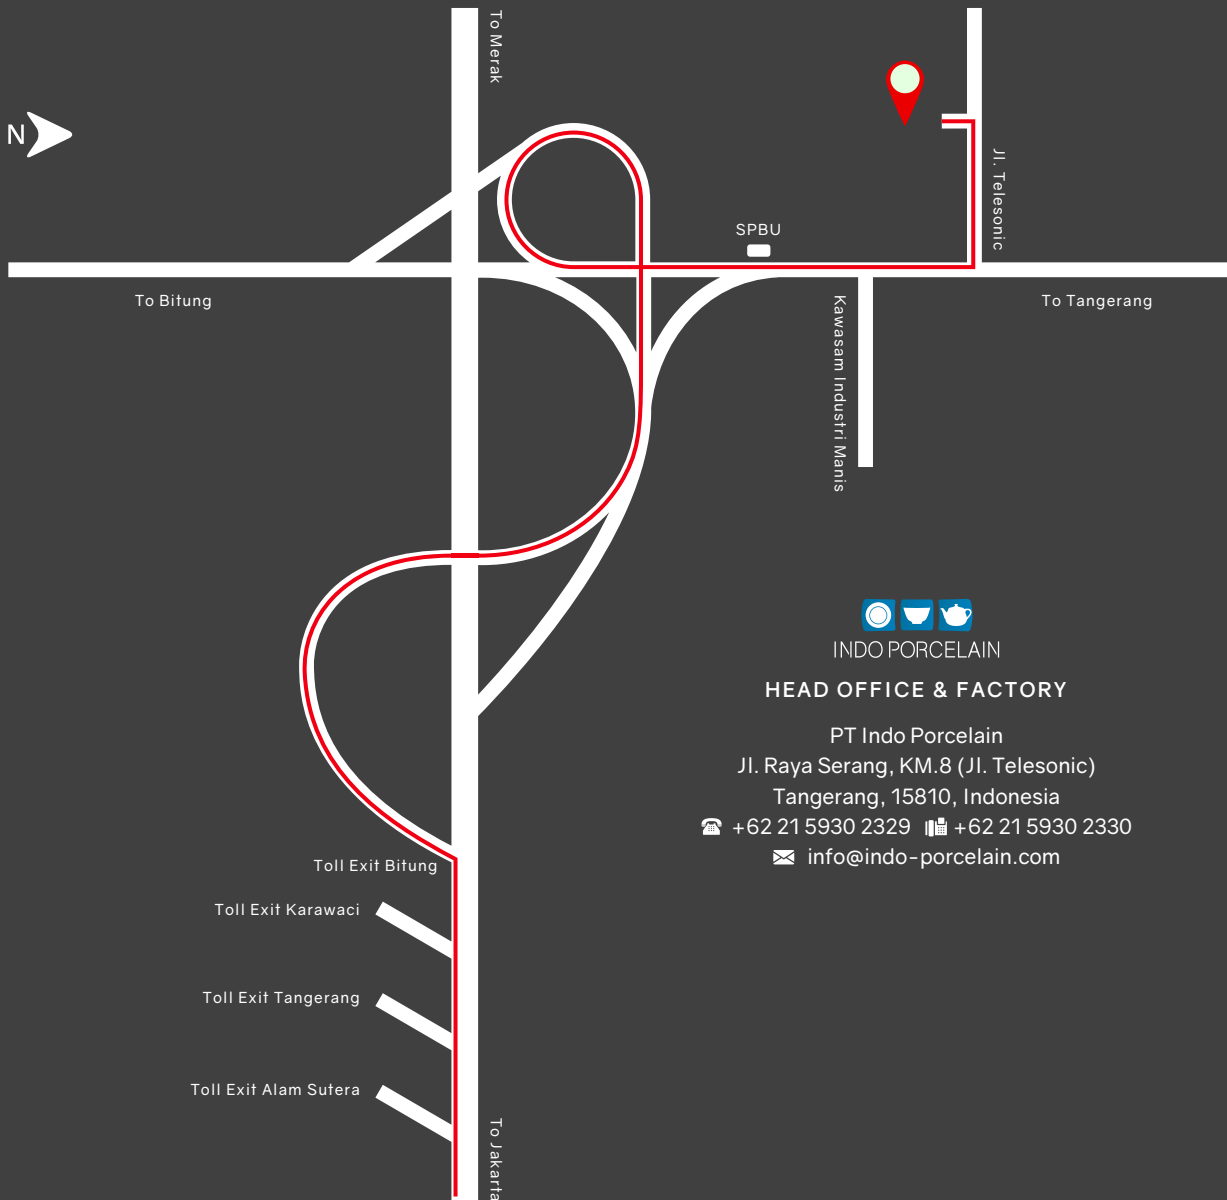 To Merak
N
Jl. Telesonic
SPBU
To Bitung
To Tangerang
Kawasam Industri Manis
INDO PORCELAIN
HEAD OFFICE & FACTORY
PT Indo Porcelain
Jl. Raya Serang, KM.8 (Jl. Telesonic)
Tangerang, 15810, Indonesia
+62 21 5930 2329 +62 21 5930 2330
info@indo-porcelain.com
Toll Exit Bitung
Toll Exit Karawaci
Toll Exit Tangerang
Toll Exit Alam Sutera
To Jakarta